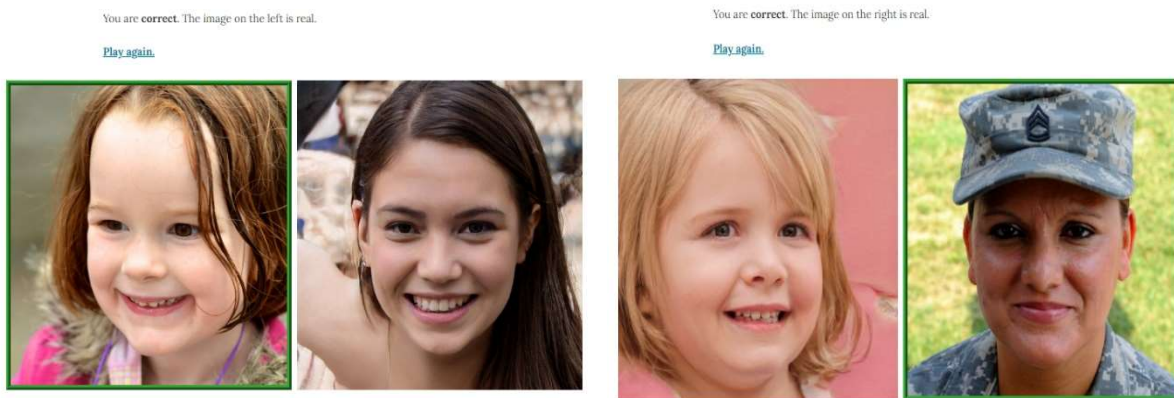 You are correct. The image on the left is real.
Play again.
You are correct. The image on the right is real.
Play again.